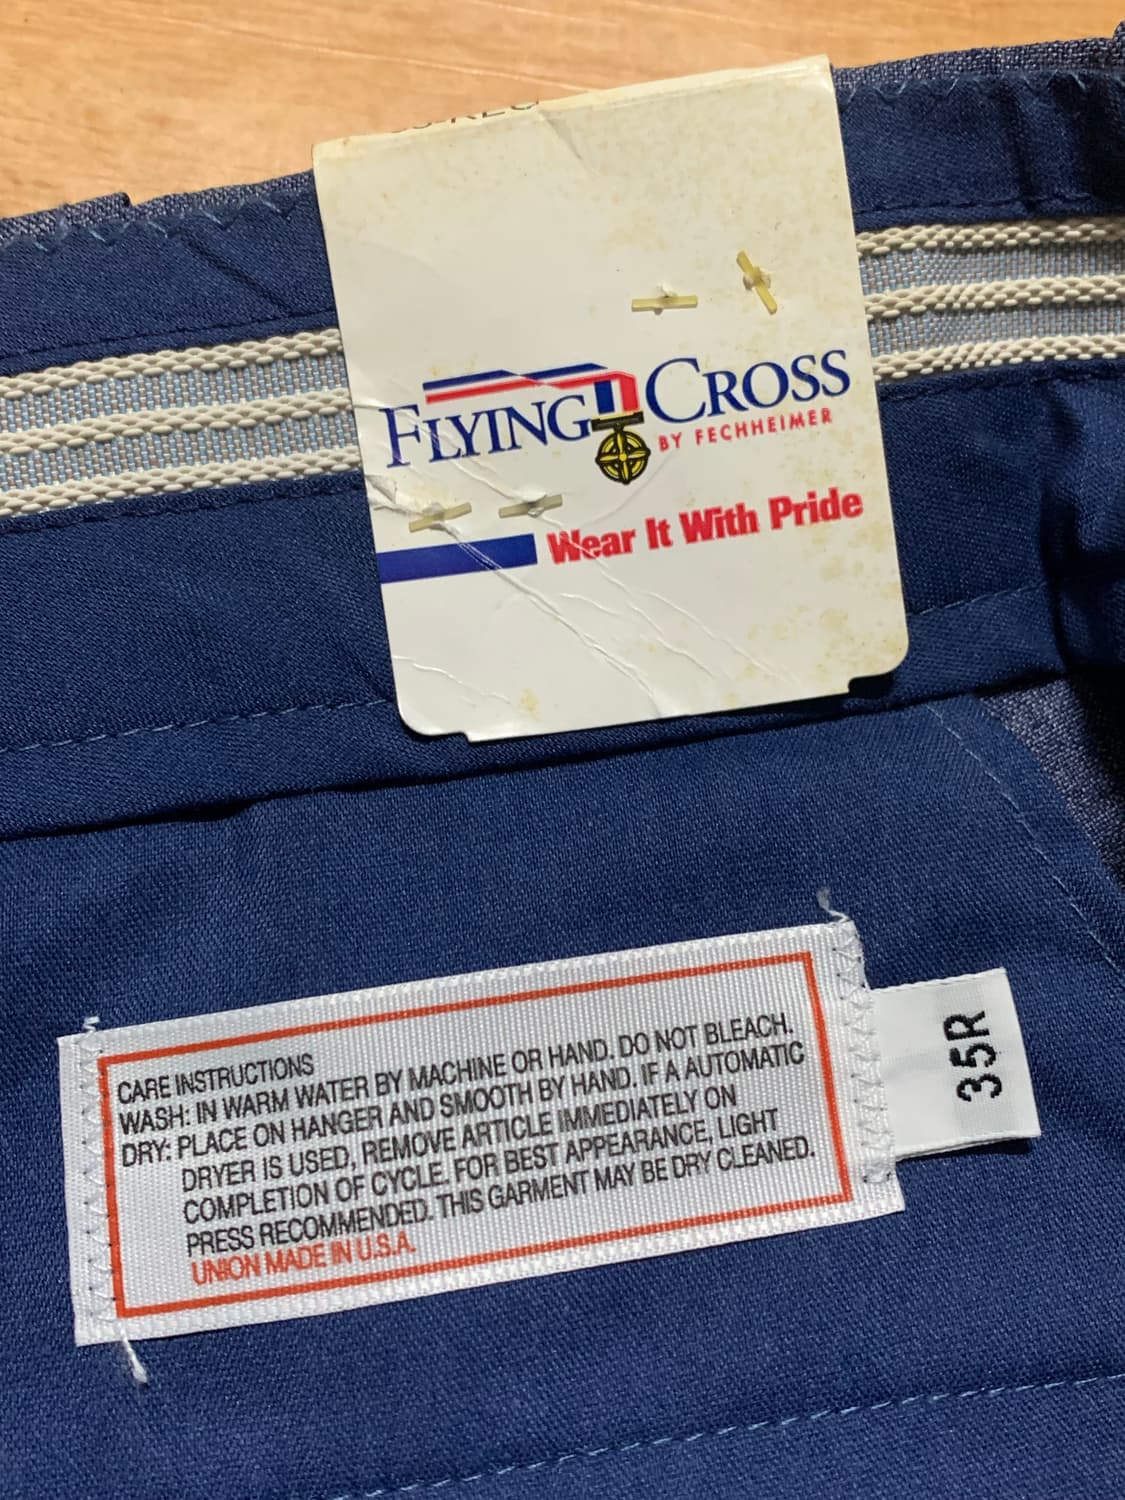 FLYING CROSS
BY FECHHEIMER
Wear It With Pride
CARE INSTRUCTIONS
WASH: IN WARM WATER BY MACHINE OR HAND. DO NOT BLEACH.
DRY: PLACE ON HANGER AND SMOOTH BY HAND. IF A AUTOMATIC
DRYER IS USED, REMOVE ARTICLE IMMEDIATELY ON
COMPLETION OF CYCLE. FOR BEST APPEARANCE, LIGHT
PRESS RECOMMENDED. THIS GARMENT MAY BE DRY CLEANED.
UNION MADE IN U.S.A.
35R